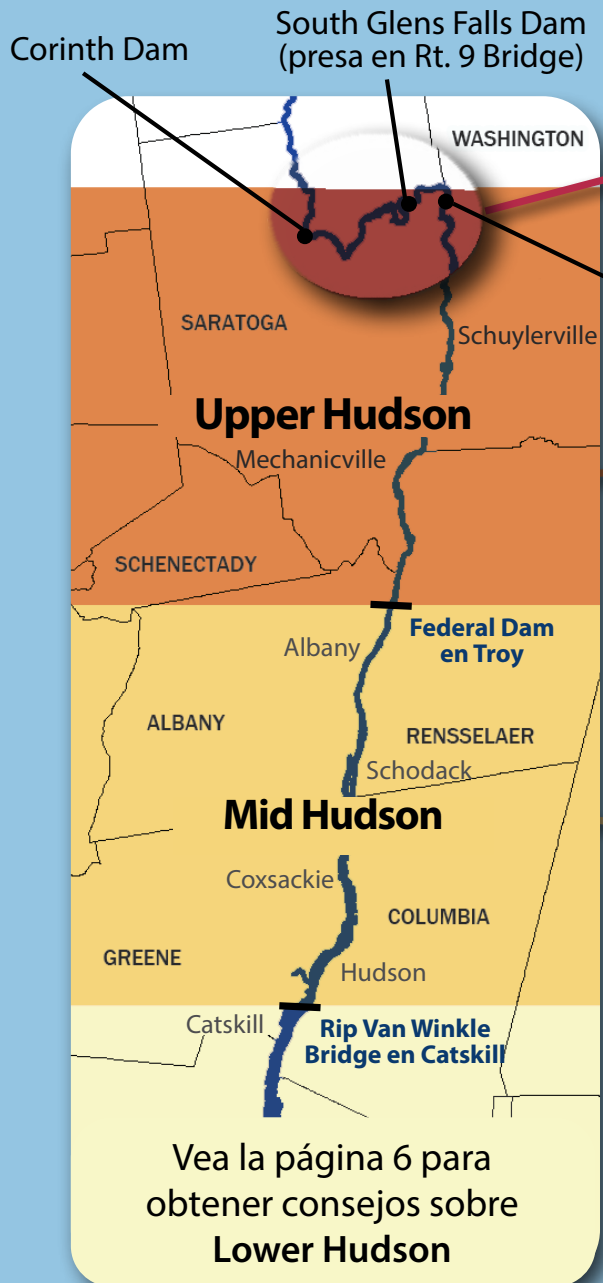 South Glens Falls Dam
(presa en Rt. 9 Bridge)
Corinth Dam
WASHINGTON
SARATOGA
Schuylerville
Upper Hudson
Mechanicville
SCHENECTADY
Federal Dam
en Troy
Albany
ALBANY
RENSSELAER
Schodack
Mid Hudson
Coxsackie
COLUMBIA
GREENE
Hudson
Catskill
Rip Van Winkle
Bridge en Catskill
Vea la página 6 para
obtener consejos sobre
Lower Hudson